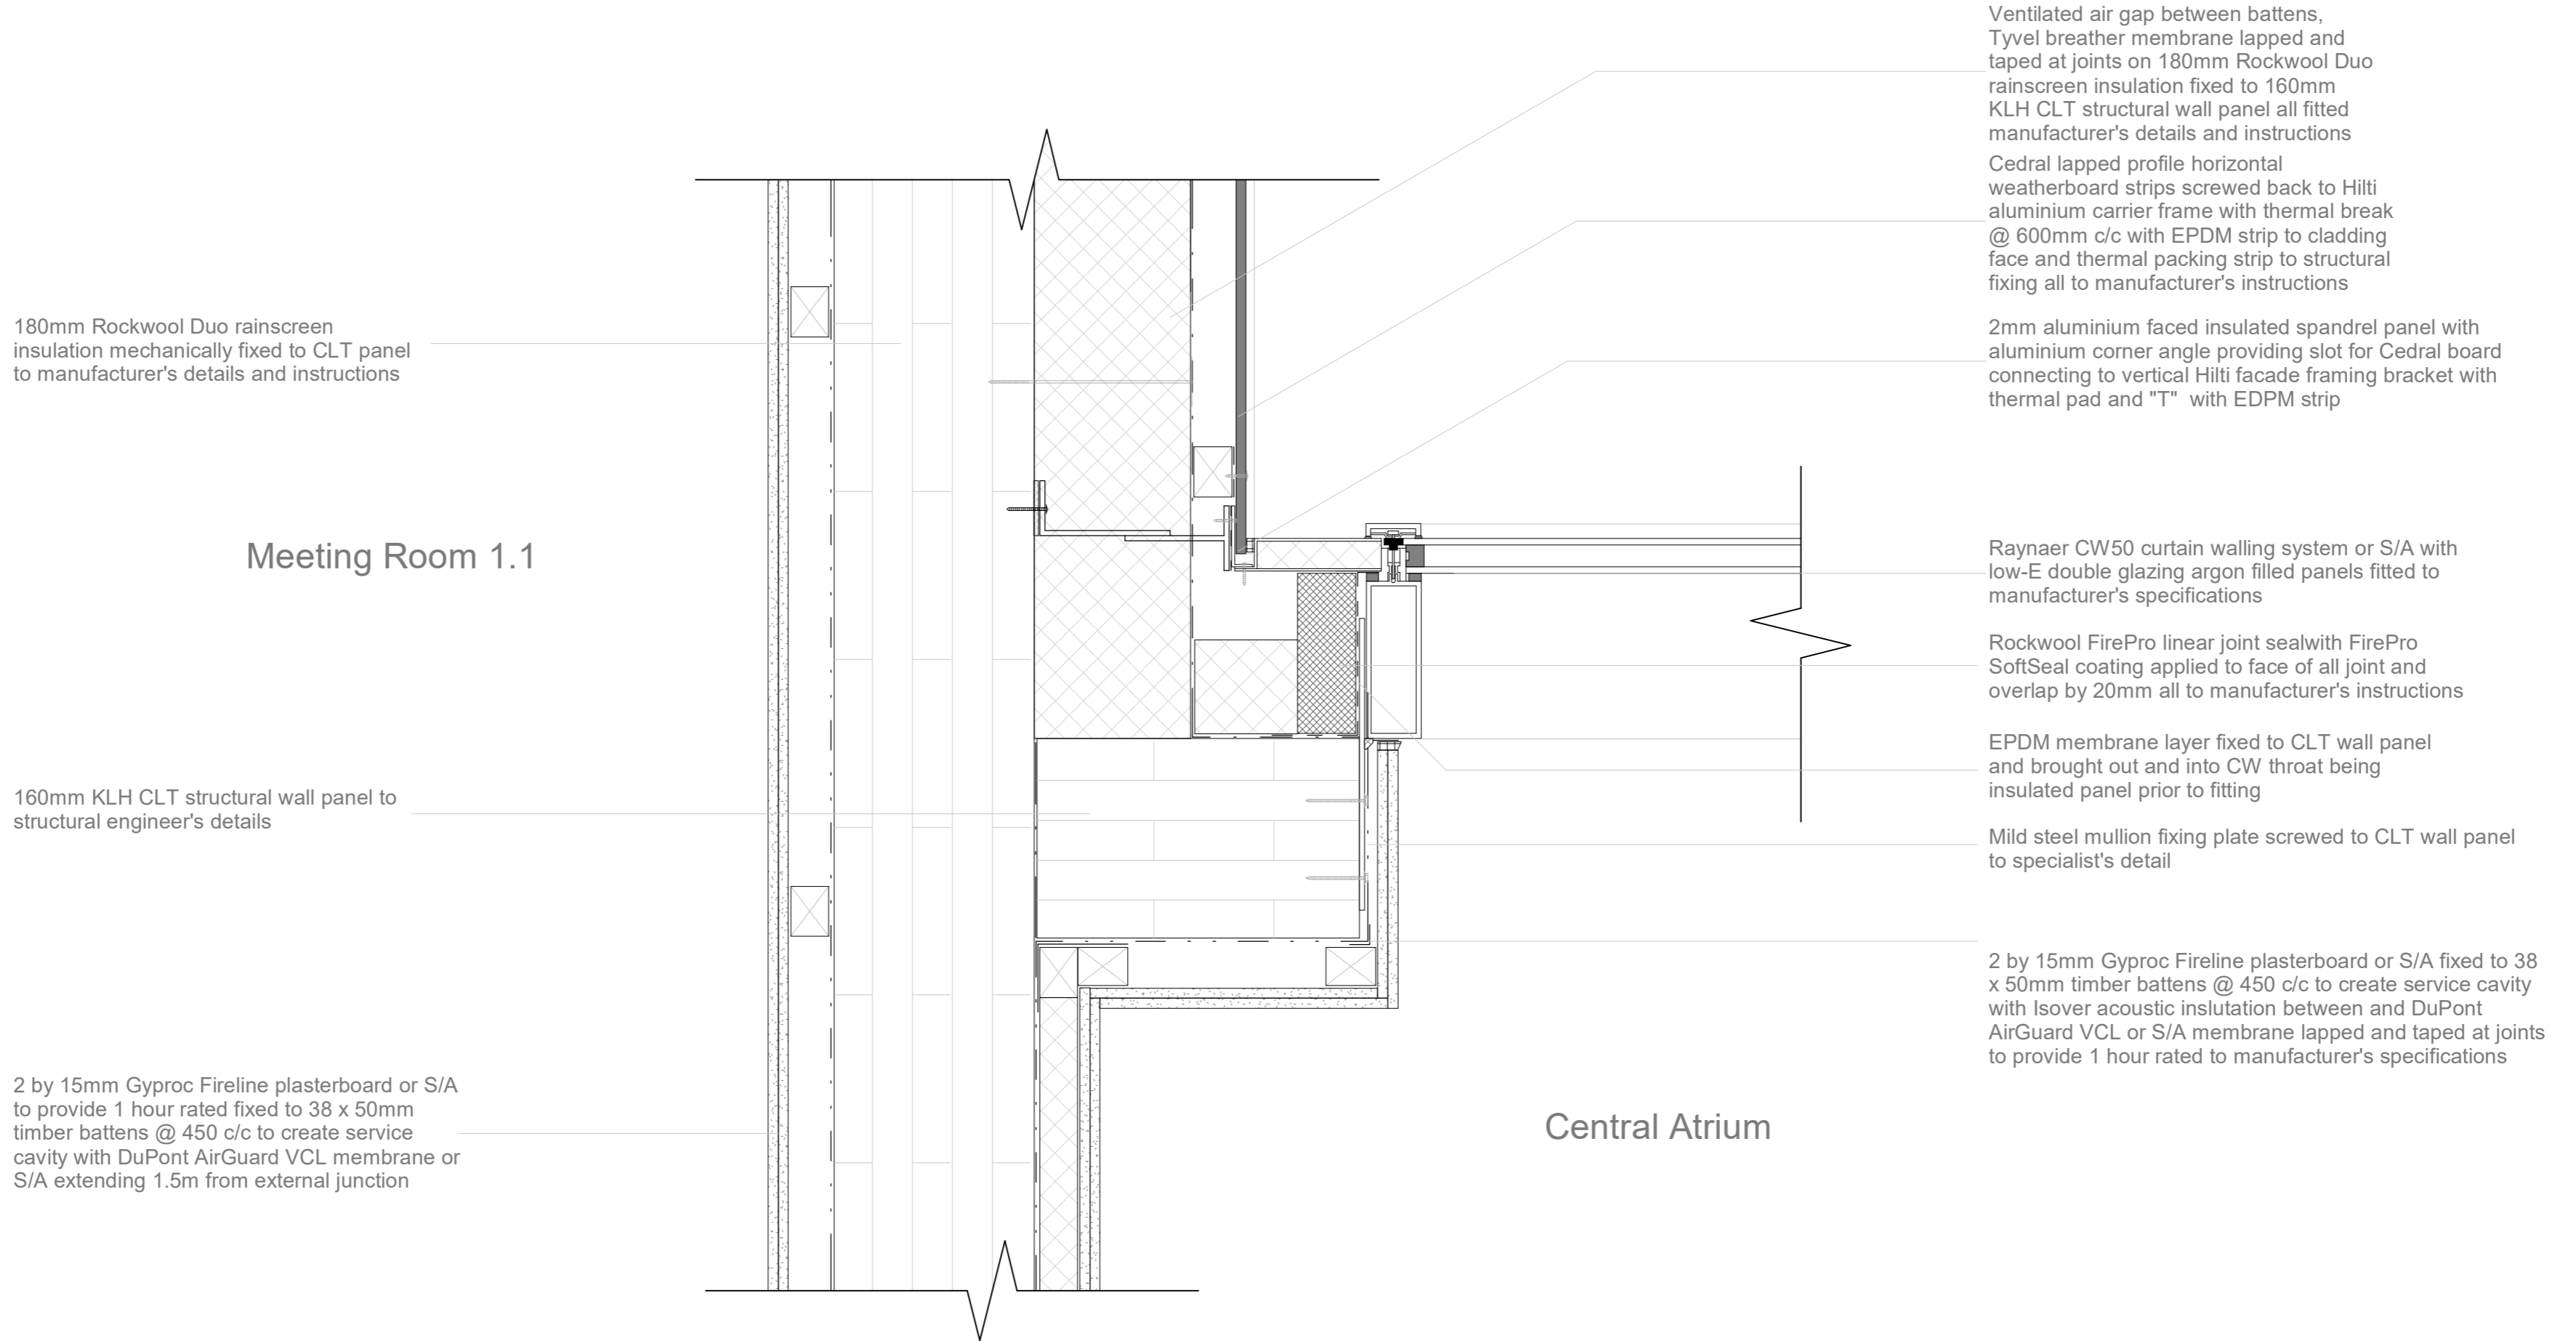 Ventilated air gap between battens,
Tyvel breather membrane lapped and
taped at joints on 180mm Rockwool Duo
rainscreen insulation fixed to 160mm
KLH CLT structural wall panel all fitted
manufacturer's details and instructions
Cedral lapped profile horizontal
weatherboard strips screwed back to Hilti
aluminium carrier frame with thermal break
@ 600mm c/c with EPDM strip to cladding
face and thermal packing strip to structural
fixing all to manufacturer's instructions
2mm aluminium faced insulated spandrel panel with
aluminium corner angle providing slot for Cedral board
connecting to vertical Hilti facade framing bracket with
thermal pad and "T" with EDPM strip
180mm Rockwool Duo rainscreen
insulation mechanically fixed to CLT panel
to manufacturer's details and instructions
Meeting Room 1.1
Raynaer CW50 curtain walling system or S/A with
low-E double glazing argon filled panels fitted to
manufacturer's specifications
Rockwool FirePro linear joint sealwith FirePro
SoftSeal coating applied to face of all joint and
overlap by 20mm all to manufacturer's instructions
EPDM membrane layer fixed to CLT wall panel
and brought out and into CW throat being
insulated panel prior to fitting
160mm KLH CLT structural wall panel to
structural engineer's details
Mild steel mullion fixing plate screwed to CLT wall panel
to specialist's detail
2 by 15mm Gyproc Fireline plasterboard or S/A fixed to 38
x 50mm timber battens @ 450 c/c to create service cavity
with Isover acoustic inslutation between and DuPont
AirGuard VCL or S/A membrane lapped and taped at joints
to provide 1 hour rated to manufacturer's specifications
2 by 15mm Gyproc Fireline plasterboard or S/A
to provide 1 hour rated fixed to 38 x 50mm
timber battens @ 450 c/c to create service
cavity with DuPont AirGuard VCL membrane or
S/A extending 1.5m from external junction
Central Atrium